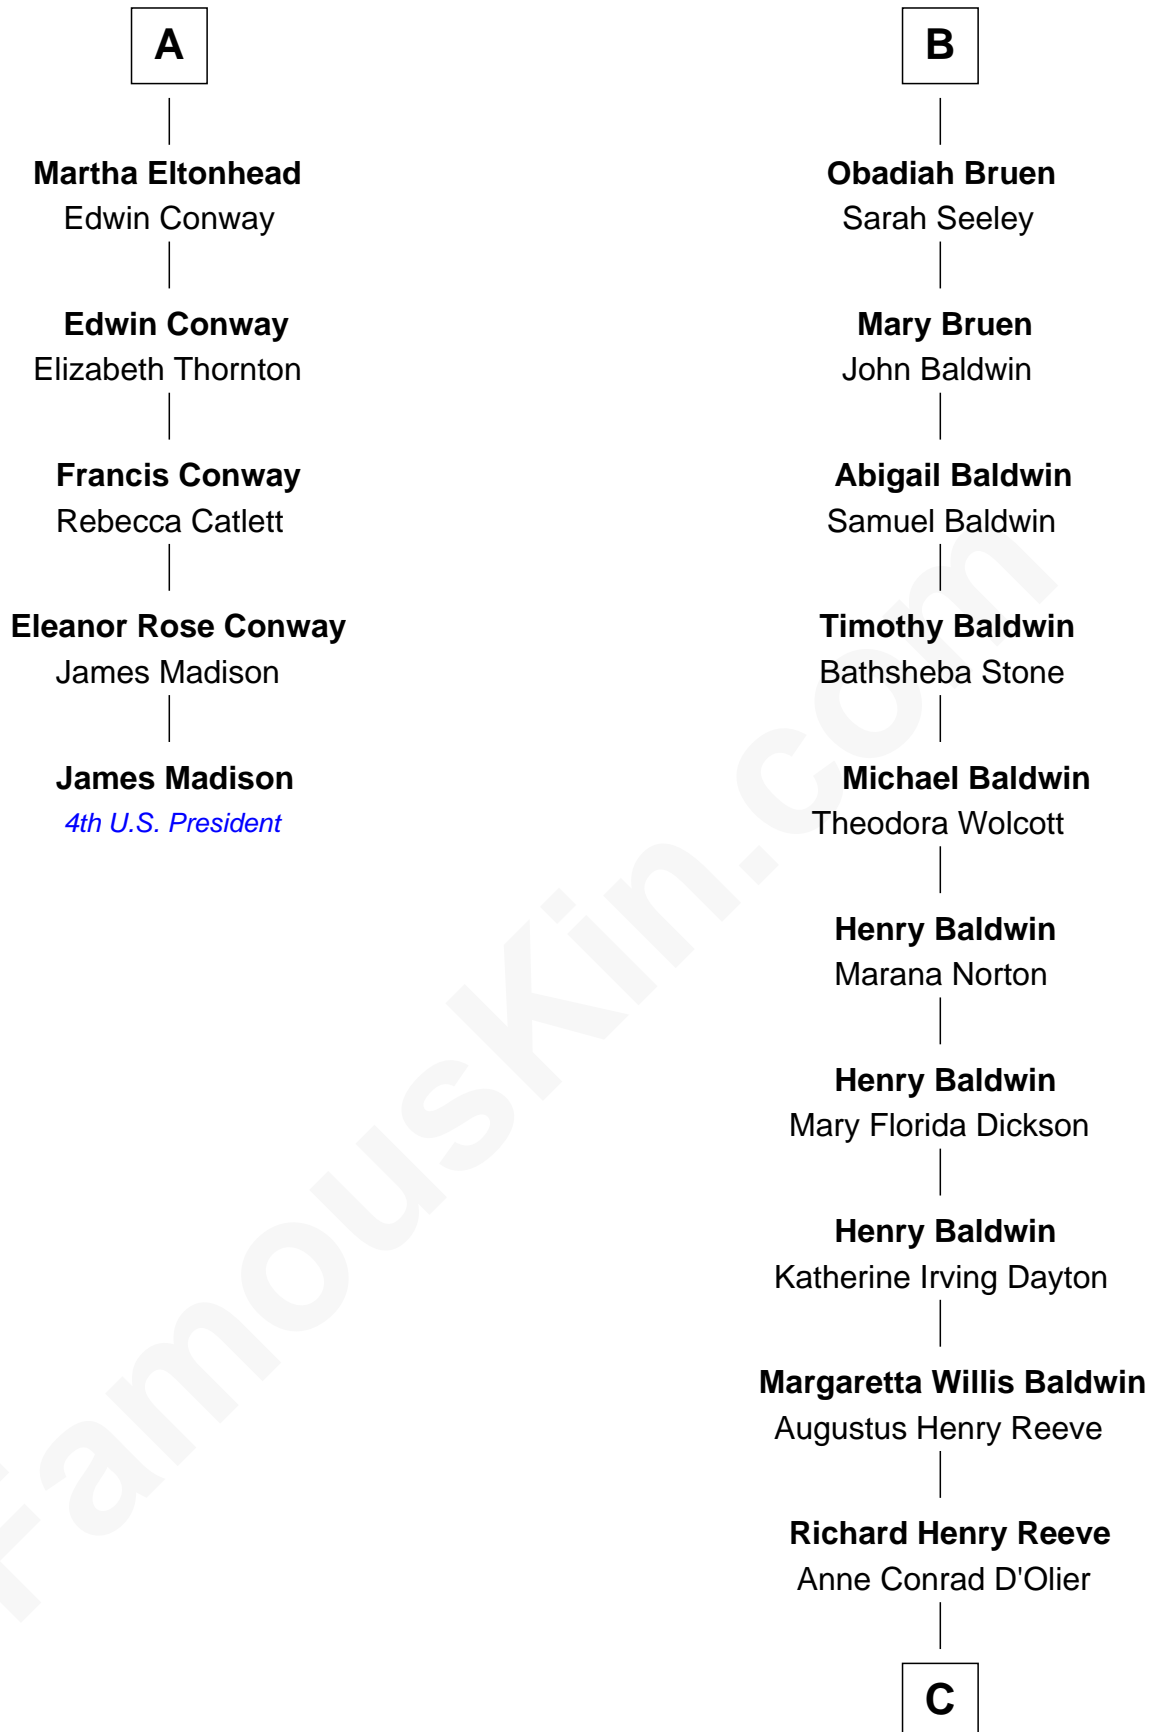 A
Martha Eltonhead
Edwin Conway
Edwin Conway
Elizabeth Thornton
Francis Conway
Rebecca Catlett
Eleanor Rose Conway
James Madison
James Madison
4th U.S. President
B
Obadiah Bruen
Sarah Seeley
Mary Bruen
John Baldwin
Abigail Baldwin
Samuel Baldwin
Timothy Baldwin
Bathsheba Stone
Michael Baldwin
Theodora Wolcott
Henry Baldwin
Marana Norton
Henry Baldwin
Mary Florida Dickson
Henry Baldwin
Katherine Irving Dayton
Margaretta Willis Baldwin
Augustus Henry Reeve
Richard Henry Reeve
Anne Conrad D'Olier
C
FamousKin.com